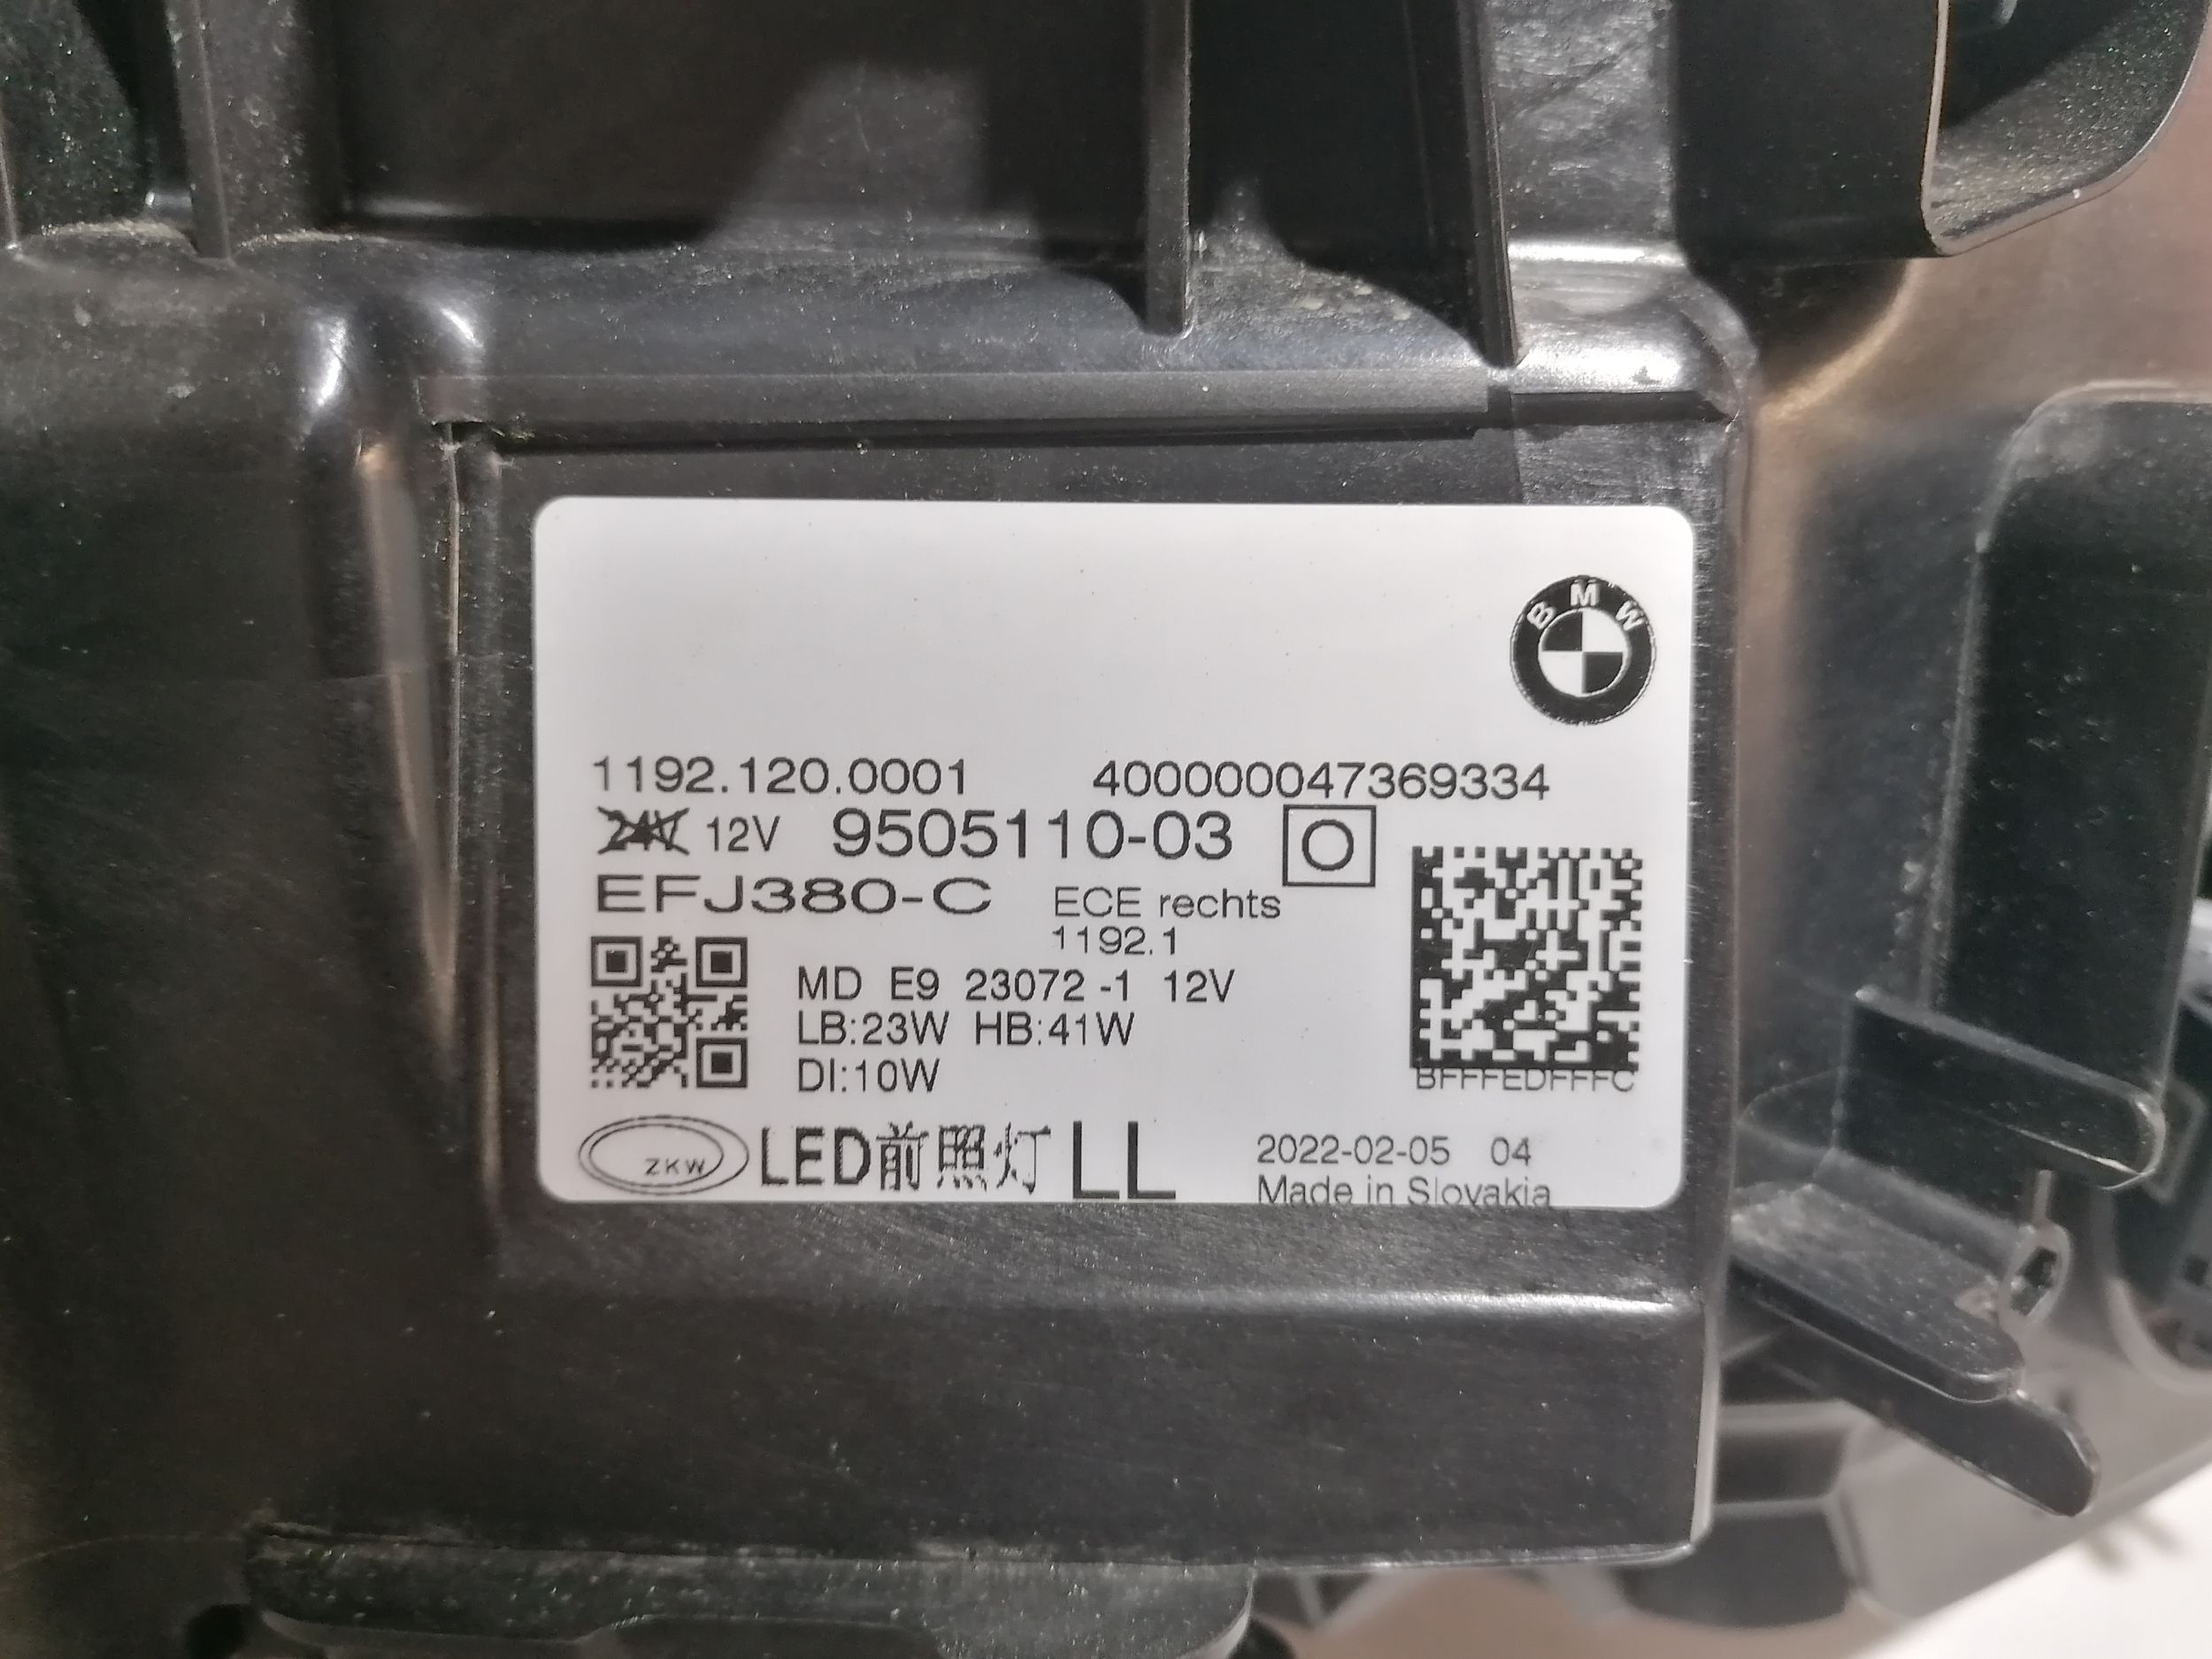 BMW
1192.120.0001 400000047369334
24V 12V 9505110-03 O
EFJ380-C ECE rechts
1192.1
MD E9 23072 -1 12V
LB:23W HB:41W
DI:10W
BFFFEDFFFC
ZKW LED前照灯 LL 2022-02-05 04
Made in Slovakia